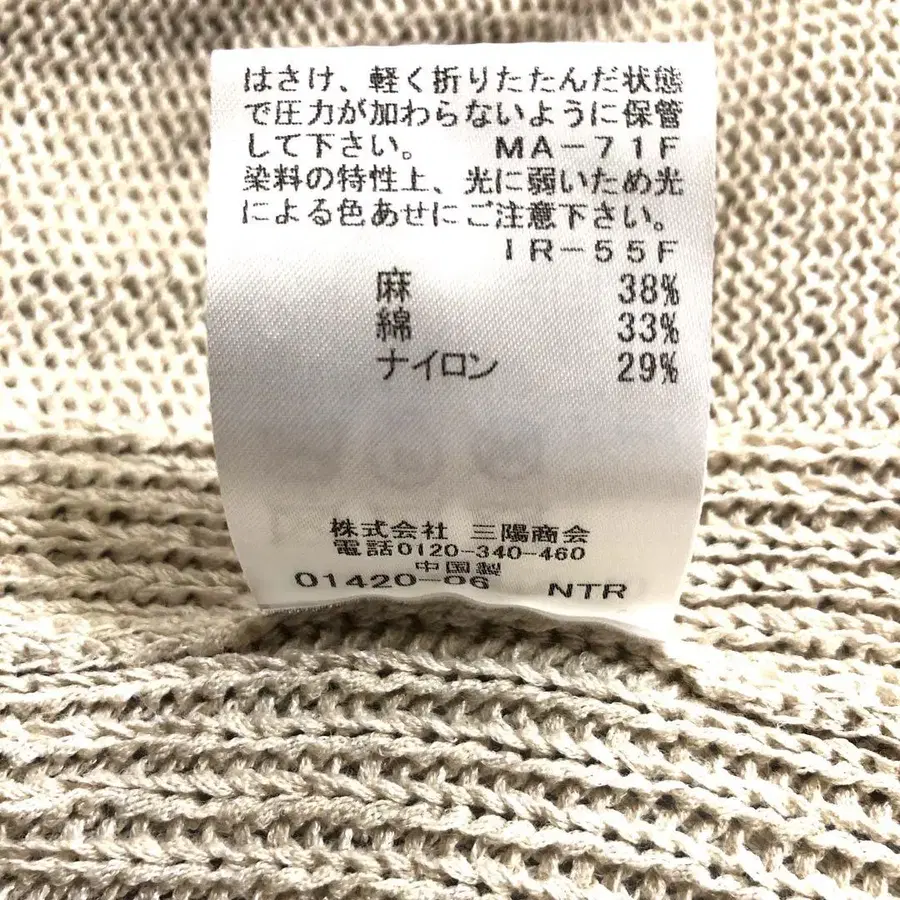 はさけ、軽く折りたたんだ状態
で圧力が加わらないように保管
して下さい。 MA-71F
染料の特性上、光に弱いため光
による色あせにご注意下さい。
IR-55F
麻 38%
綿 33%
ナイロン 29%
株式会社 三陽商会
電話0120-340-460
中国製
01420-06 NTR